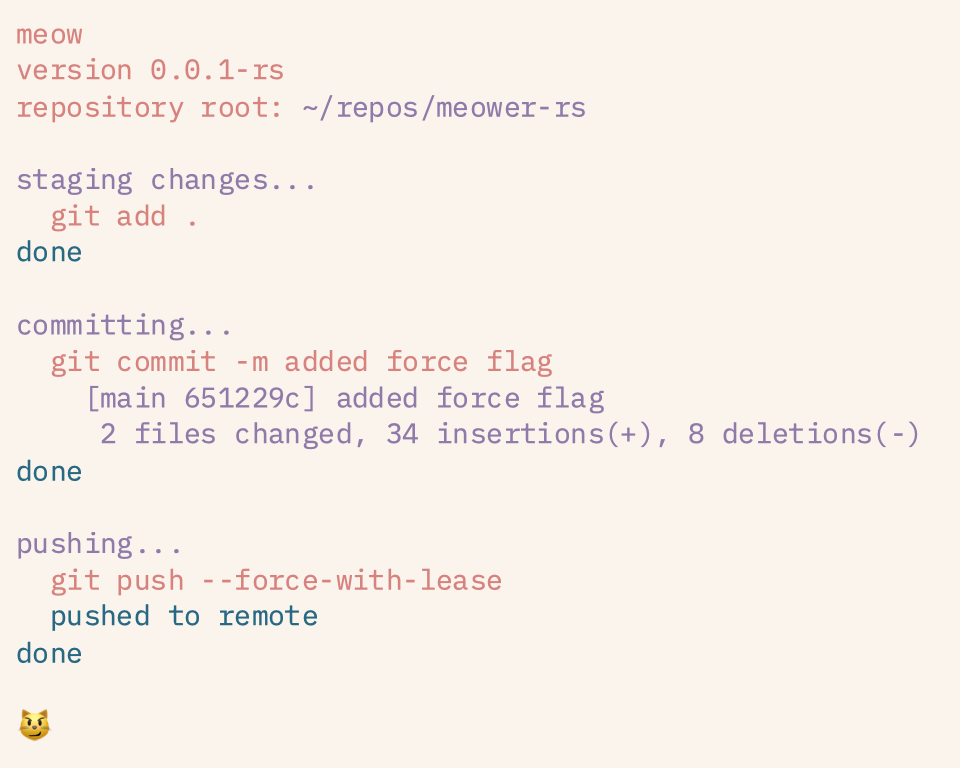 meow
version 0.0.1-rs
repository root: ~/repos/meower-rs
staging changes...
git add .
done
committing...
git commit -m added force flag
[main 651229c] added force flag
2 files changed, 34 insertions(+), 8 deletions(-)
done
pushing...
git push --force-with-lease
pushed to remote
done
😼